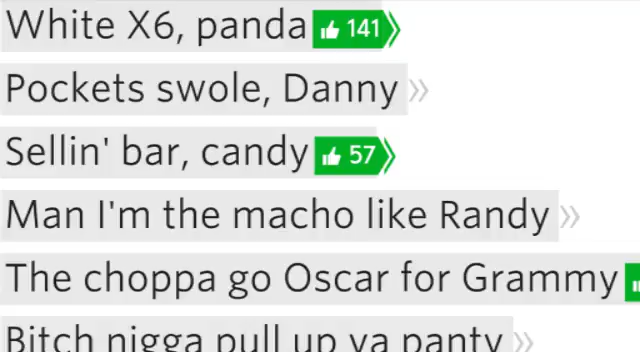 White X6, panda 141
Pockets swole, Danny »
Sellin' bar, candy 57
Man I'm the macho like Randy »
The choppa go Oscar for Grammy
Bitch nigga pull up ya panty »